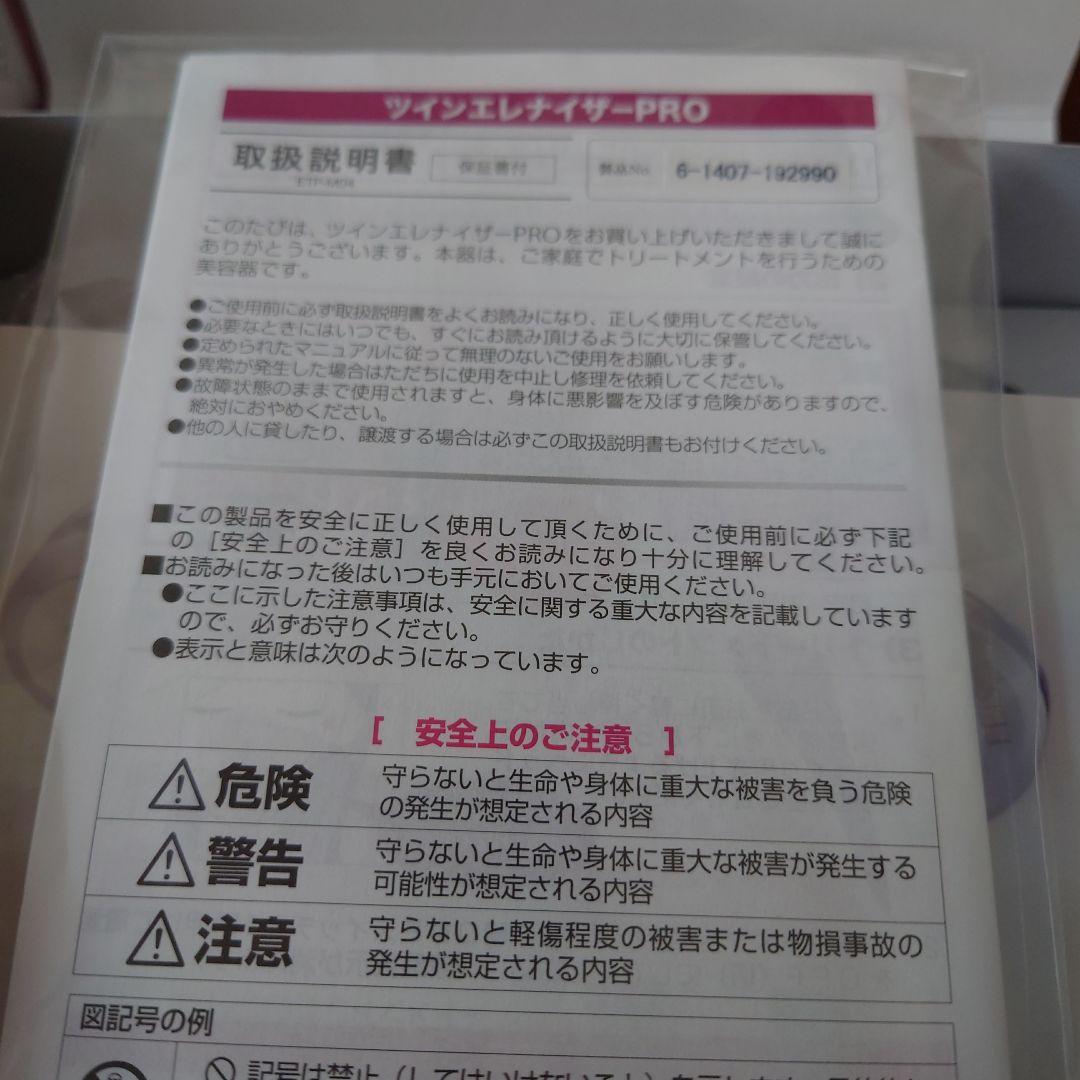 ツインエレナイザーPRO
取扱説明書 保証書付 製品No. 6-1407-192990
このたびは、ツインエレナイザーPROをお買い上げいただきまして誠に
ありがとうございます。本器は、ご家庭でトリートメントを行うための
美容器です。
●ご使用前に必ず取扱説明書をよくお読みになり、正しく使用してください。
●必要なときにはいつでも、すぐにお読み頂けるように大切に保管してください。
●定められたマニュアルに従って無理のないご使用をお願いします。
●異常が発生した場合はただちに使用を中止し修理を依頼してください。
●故障状態のままで使用されますと、身体に悪影響を及ぼす危険がありますので、
絶対におやめください。
●他の人に貸したり、譲渡する場合は必ずこの取扱説明書もお付けください。
■この製品を安全に正しく使用して頂くために、ご使用前に必ず下記
の［安全上のご注意］を良くお読みになり十分に理解してください。
■お読みになった後はいつも手元においてご使用ください。
●ここに示した注意事項は、安全に関する重大な内容を記載しています
ので、必ずお守りください。
●表示と意味は次のようになっています。
［ 安全上のご注意 ］
⚠危険 守らないと生命や身体に重大な被害を負う危険
の発生が想定される内容
⚠警告 守らないと生命や身体に重大な被害が発生する
可能性が想定される内容
⚠注意 守らないと軽傷程度の被害または物損事故の
発生が想定される内容
図記号の例
記号は禁止（してはいけないこと）を示します